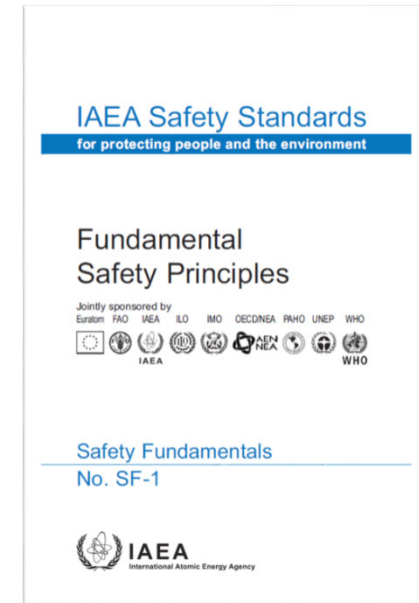 IAEA Safety Standards
for protecting people and the environment
Fundamental
Safety Principles
Jointly sponsored by
Euratom FAO IAEA ILO IMO OECD/NEA PAHO UNEP WHO
IAEA
AEN
NEA
WHO
Safety Fundamentals
No. SF-1
IAEA
International Atomic Energy Agency